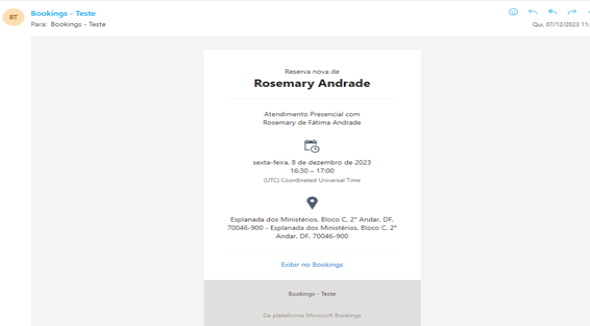 BT
Bookings - Teste
Para: Bookings - Teste
Qui, 07/12/2023 11:
Reserva nova de
Rosemary Andrade
Atendimento Presencial com
Rosemary de Fátima Andrade
sexta-feira, 8 de dezembro de 2023
16:30 – 17:00
(UTC) Coordinated Universal Time
Esplanada dos Ministérios, Bloco C, 2º Andar, DF,
70046-900 - Esplanada dos Ministérios, Bloco C, 2º
Andar, DF, 70046-900
Exibir no Bookings
Bookings - Teste
Da plataforma Microsoft Bookings